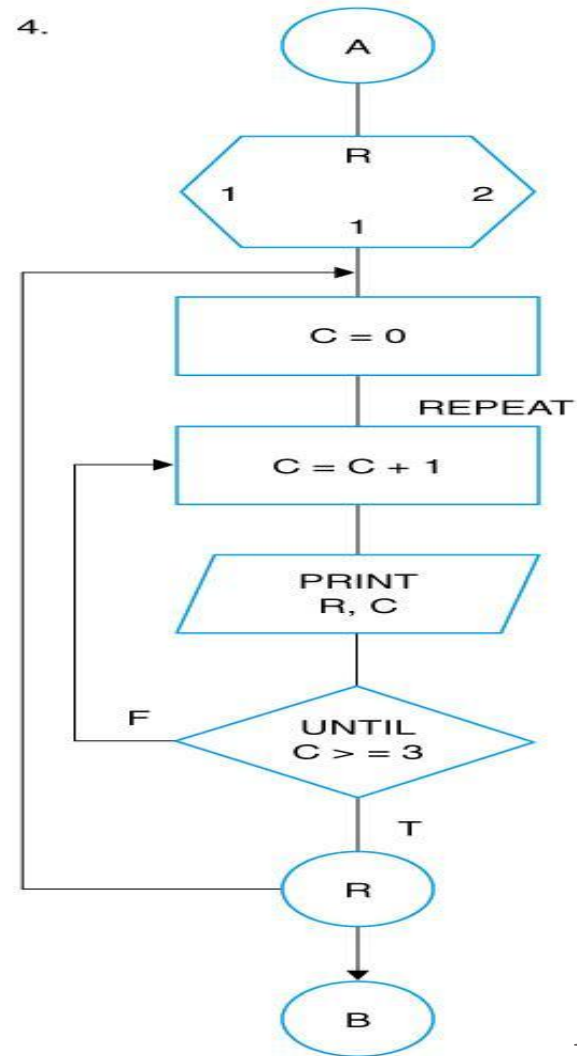 4.
A
R
1 2
1
C = 0
REPEAT
C = C + 1
PRINT
R, C
F
UNTIL
C > = 3
T
R
B